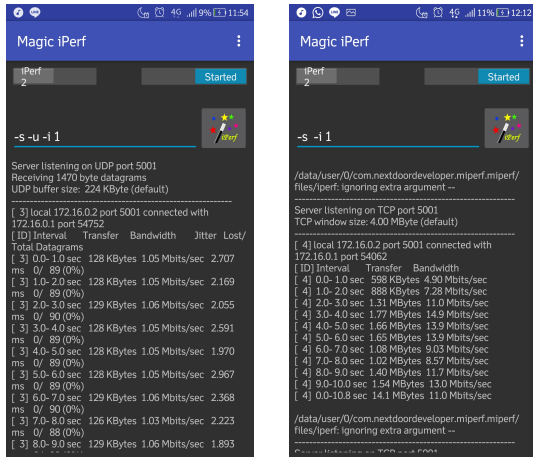 4G 9% 11:54
Magic iPerf
iPerf
2
Started
-s -u -i 1
iPerf
Server listening on UDP port 5001
Receiving 1470 byte datagrams
UDP buffer size: 224 KByte (default)
------------------------------------------------------------
[ 3] local 172.16.0.2 port 5001 connected with
172.16.0.1 port 54752
[ ID] Interval Transfer Bandwidth Jitter Lost/
Total Datagrams
[ 3] 0.0- 1.0 sec 128 KBytes 1.05 Mbits/sec 2.707
ms 0/ 89 (0%)
[ 3] 1.0- 2.0 sec 128 KBytes 1.05 Mbits/sec 2.169
ms 0/ 89 (0%)
[ 3] 2.0- 3.0 sec 129 KBytes 1.06 Mbits/sec 2.055
ms 0/ 90 (0%)
[ 3] 3.0- 4.0 sec 128 KBytes 1.05 Mbits/sec 2.591
ms 0/ 89 (0%)
[ 3] 4.0- 5.0 sec 128 KBytes 1.05 Mbits/sec 1.970
ms 0/ 89 (0%)
[ 3] 5.0- 6.0 sec 128 KBytes 1.05 Mbits/sec 2.967
ms 0/ 89 (0%)
[ 3] 6.0- 7.0 sec 129 KBytes 1.06 Mbits/sec 2.368
ms 0/ 90 (0%)
[ 3] 7.0- 8.0 sec 126 KBytes 1.03 Mbits/sec 2.223
ms 0/ 88 (0%)
[ 3] 8.0- 9.0 sec 129 KBytes 1.06 Mbits/sec 1.893
4G 11% 12:12
Magic iPerf
iPerf
2
Started
-s -i 1
iPerf
/data/user/0/com.nextdoordeveloper.miperf.miperf/
files/iperf: ignoring extra argument --
------------------------------------------------------------
Server listening on TCP port 5001
TCP window size: 4.00 MByte (default)
------------------------------------------------------------
[ 4] local 172.16.0.2 port 5001 connected with
172.16.0.1 port 54062
[ ID] Interval Transfer Bandwidth
[ 4] 0.0- 1.0 sec 598 KBytes 4.90 Mbits/sec
[ 4] 1.0- 2.0 sec 888 KBytes 7.28 Mbits/sec
[ 4] 2.0- 3.0 sec 1.31 MBytes 11.0 Mbits/sec
[ 4] 3.0- 4.0 sec 1.77 MBytes 14.9 Mbits/sec
[ 4] 4.0- 5.0 sec 1.66 MBytes 13.9 Mbits/sec
[ 4] 5.0- 6.0 sec 1.65 MBytes 13.9 Mbits/sec
[ 4] 6.0- 7.0 sec 1.08 MBytes 9.03 Mbits/sec
[ 4] 7.0- 8.0 sec 1.02 MBytes 8.57 Mbits/sec
[ 4] 8.0- 9.0 sec 1.40 MBytes 11.7 Mbits/sec
[ 4] 9.0-10.0 sec 1.54 MBytes 13.0 Mbits/sec
[ 4] 0.0-10.8 sec 14.1 MBytes 11.0 Mbits/sec
/data/user/0/com.nextdoordeveloper.miperf.miperf/
files/iperf: ignoring extra argument --
------------------------------------------------------------
Server listening on TCP port 5001